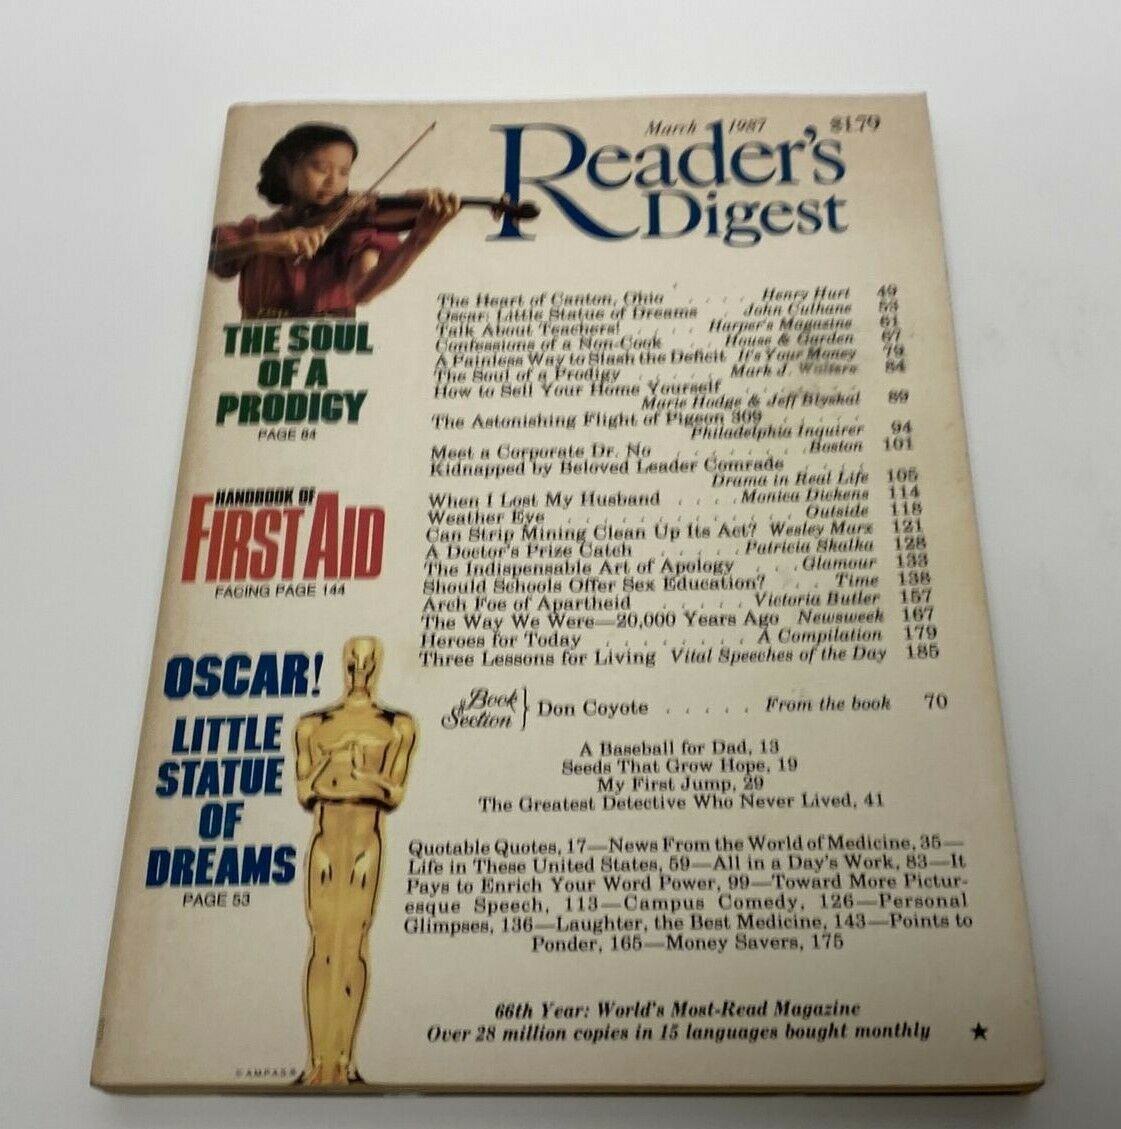 March 1987 $1.79
Reader's
Digest
THE SOUL
OF A
PRODIGY
PAGE 84
HANDBOOK OF
FIRST AID
FACING PAGE 144
OSCAR!
LITTLE
STATUE
OF
DREAMS
PAGE 53
© A.M.P.A.S.®
The Heart of Canton, Ohio . . . . Henry Hurt 49
Oscar: Little Statue of Dreams . . John Culhane 53
Talk About Teachers! . . . . Harper's Magazine 61
Confessions of a Non-Cook . . . House & Garden 67
A Painless Way to Slash the Deficit It's Your Money 79
The Soul of a Prodigy . . . . . Mark J. Walters 84
How to Sell Your Home Yourself . . . . . . .
Marie Hodge & Jeff Blyskal 89
The Astonishing Flight of Pigeon 309 . . . . .
Philadelphia Inquirer 94
Meet a Corporate Dr. No . . . . . . . Boston 101
Kidnapped by Beloved Leader Comrade . . . .
Drama in Real Life 105
When I Lost My Husband . . . . Monica Dickens 114
Weather Eye . . . . . . . . . . . . . Outside 118
Can Strip Mining Clean Up Its Act? Wesley Marx 121
A Doctor's Prize Catch . . . . . Patricia Skalka 128
The Indispensable Art of Apology . . . Glamour 133
Should Schools Offer Sex Education? . . Time 138
Arch Foe of Apartheid . . . . . Victoria Butler 157
The Way We Were—20,000 Years Ago Newsweek 167
Heroes for Today . . . . . . . . A Compilation 179
Three Lessons for Living Vital Speeches of the Day 185
Book
Section } Don Coyote . . . . . From the book 70
A Baseball for Dad, 13
Seeds That Grow Hope, 19
My First Jump, 29
The Greatest Detective Who Never Lived, 41
Quotable Quotes, 17—News From the World of Medicine, 35—
Life in These United States, 59—All in a Day's Work, 83—It
Pays to Enrich Your Word Power, 99—Toward More Pictur-
esque Speech, 113—Campus Comedy, 126—Personal
Glimpses, 136—Laughter, the Best Medicine, 143—Points to
Ponder, 165—Money Savers, 175
66th Year: World's Most-Read Magazine
Over 28 million copies in 15 languages bought monthly ★